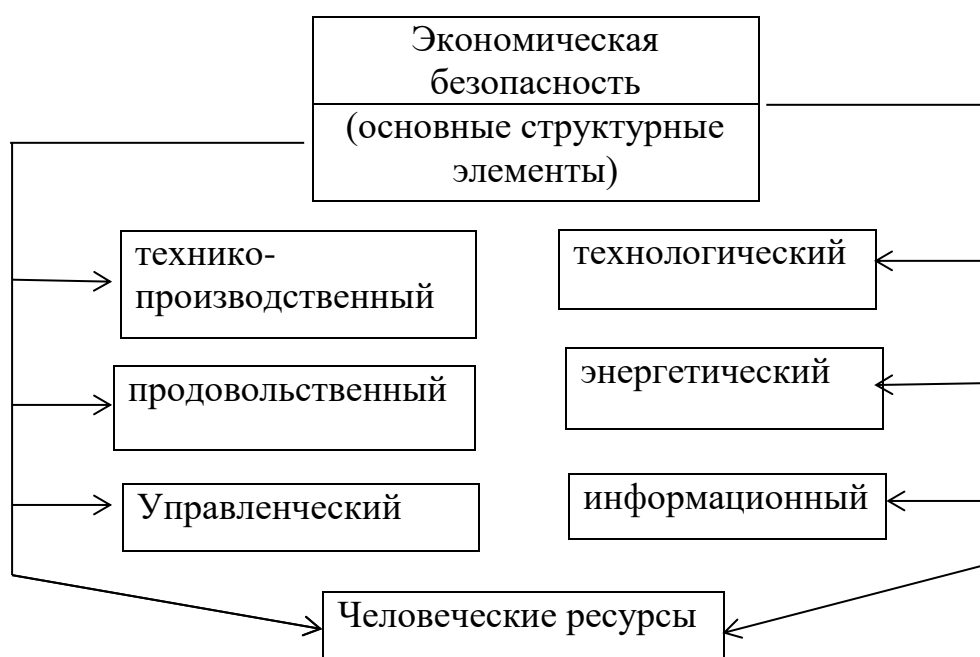 Экономическая
безопасность
(основные структурные
элементы)
технико-
производственный
технологический
продовольственный
энергетический
Управленческий
информационный
Человеческие ресурсы